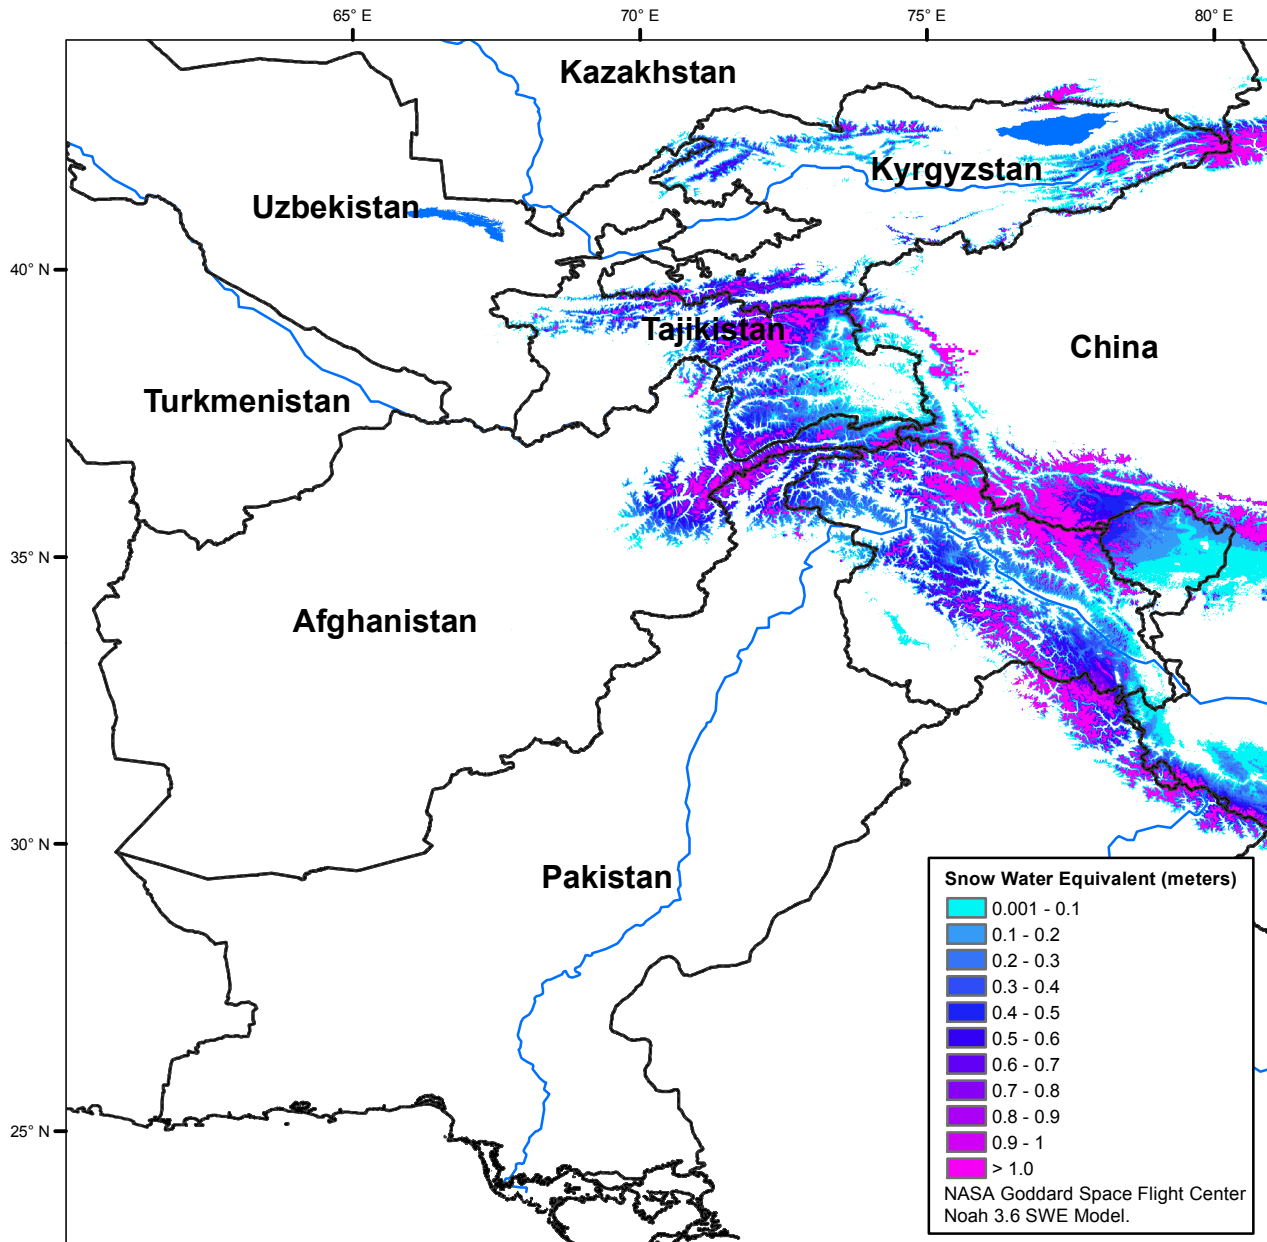 65° E
70° E
75° E
80° E
Kazakhstan
Kyrgyzstan
Uzbekistan
40° N
Tajikistan
China
Turkmenistan
35° N
Afghanistan
30° N
Pakistan
25° N
Snow Water Equivalent (meters)
0.001 - 0.1
0.1 - 0.2
0.2 - 0.3
0.3 - 0.4
0.4 - 0.5
0.5 - 0.6
0.6 - 0.7
0.7 - 0.8
0.8 - 0.9
0.9 - 1
> 1.0
NASA Goddard Space Flight Center
Noah 3.6 SWE Model.